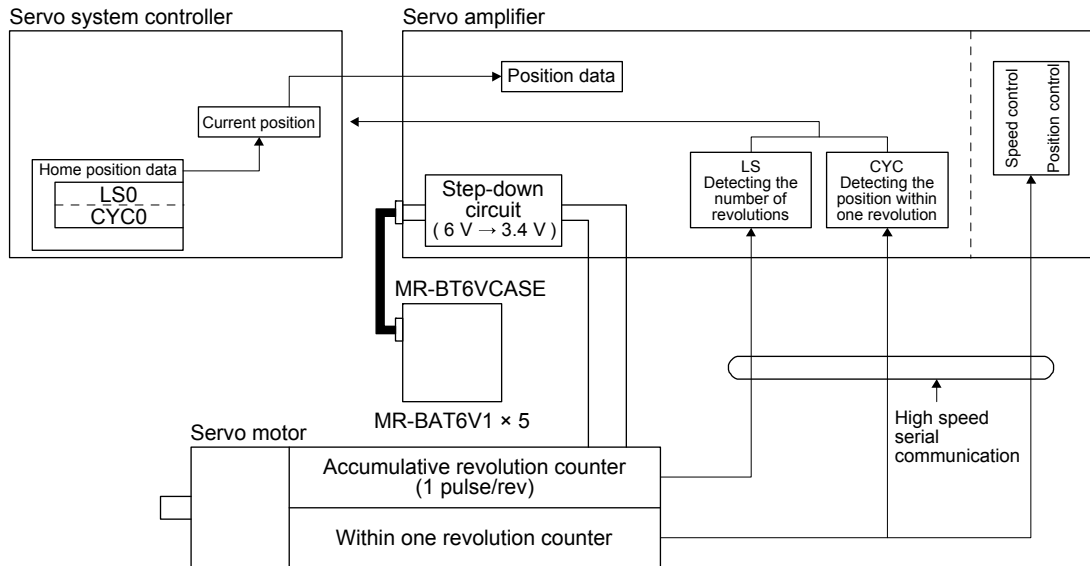 Servo system controller
Servo amplifier
Position data
Current position
Home position data
LS0
CYC0
Step-down
circuit
( 6 V → 3.4 V )
LS
Detecting the
number of
revolutions
CYC
Detecting the
position within
one revolution
Speed control
Position control
MR-BT6VCASE
MR-BAT6V1 × 5
High speed
serial
communication
Servo motor
Accumulative revolution counter
(1 pulse/rev)
Within one revolution counter